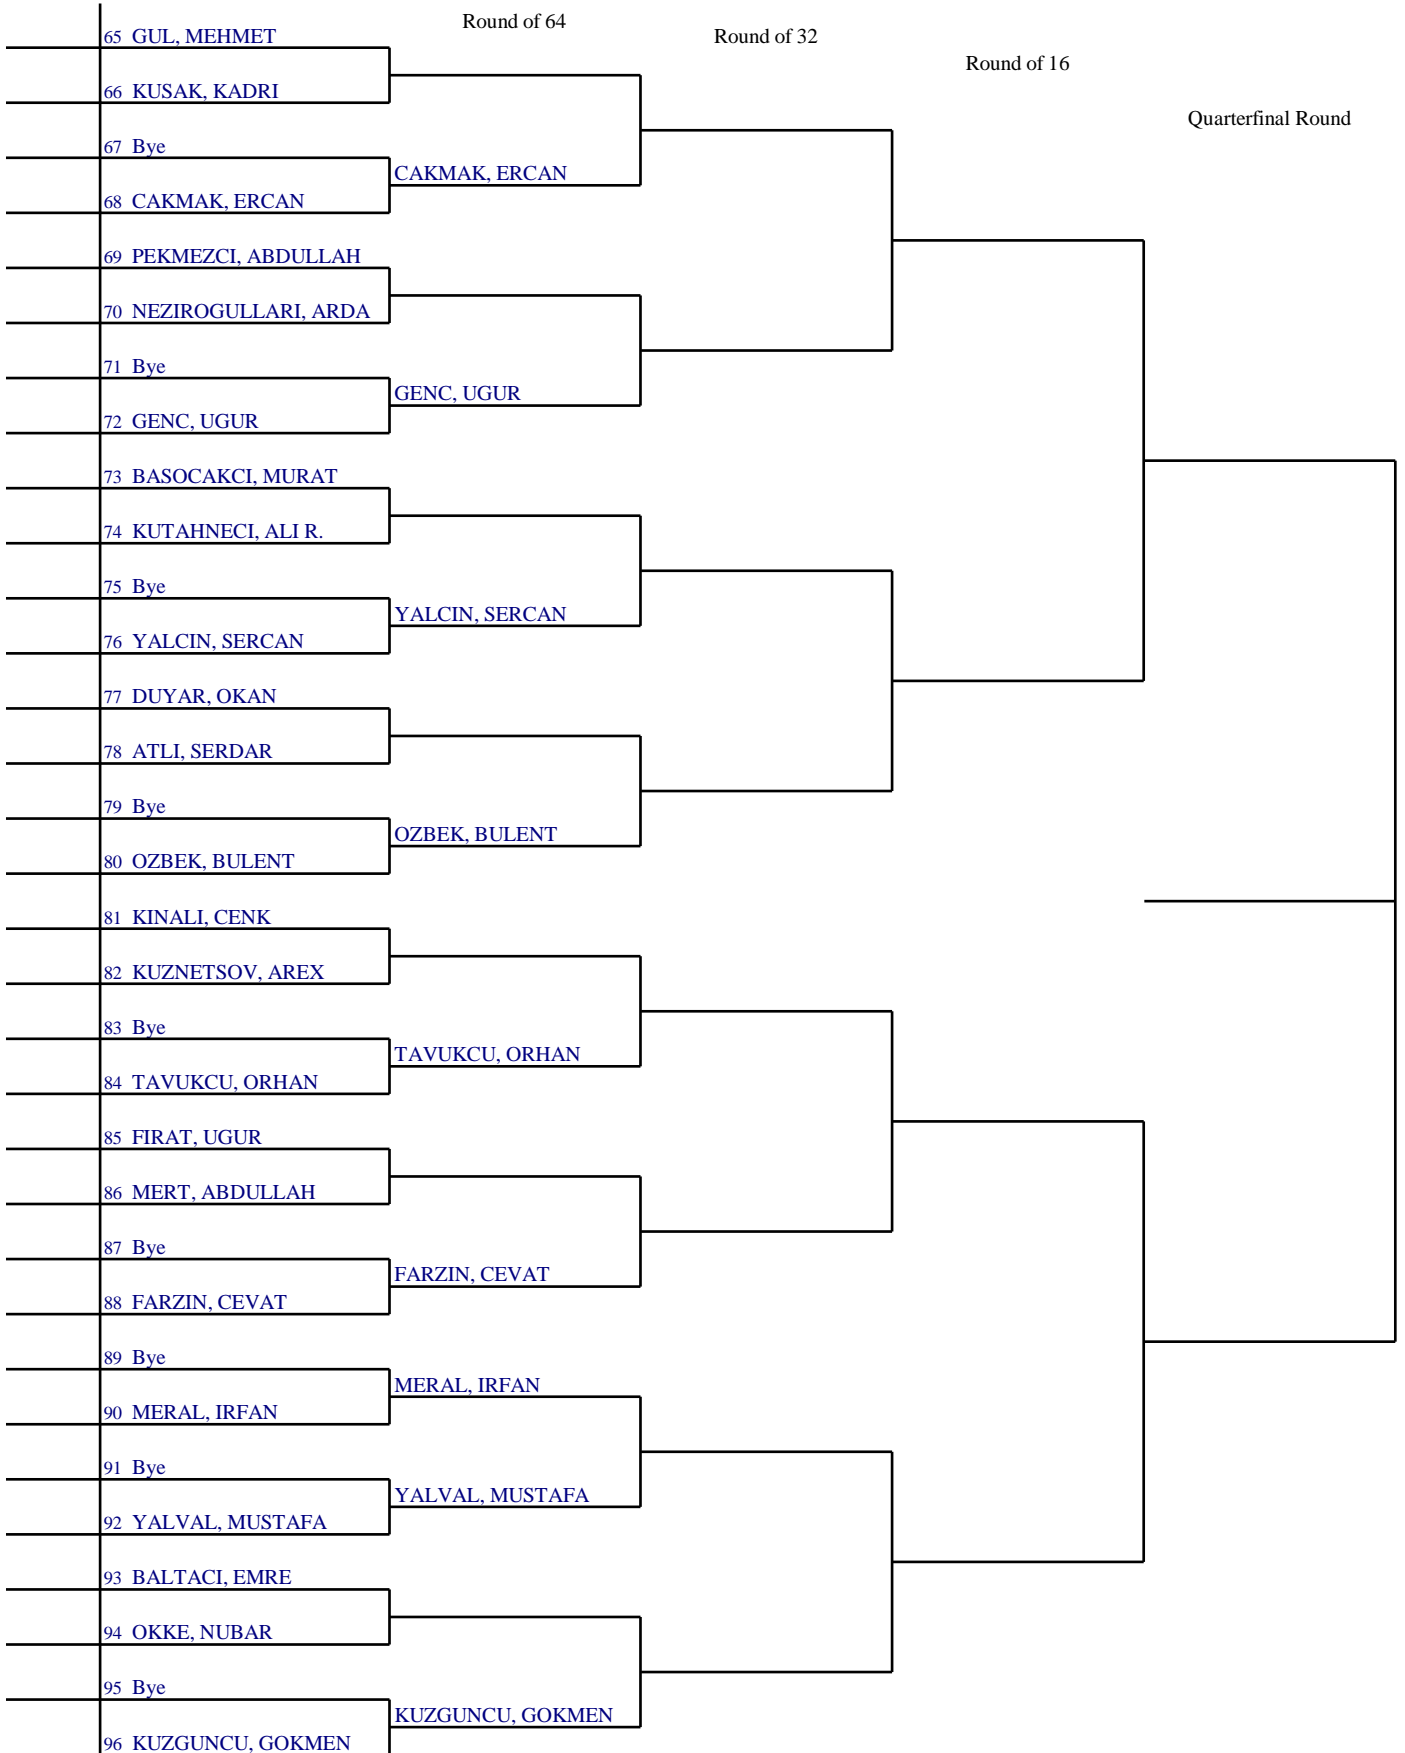 Round of 64
Round of 32
Round of 16
Quarterfinal Round
65 GUL, MEHMET
66 KUSAK, KADRI
67 Bye
CAKMAK, ERCAN
68 CAKMAK, ERCAN
69 PEKMEZCI, ABDULLAH
70 NEZIROGULLARI, ARDA
71 Bye
GENC, UGUR
72 GENC, UGUR
73 BASOCAKCI, MURAT
74 KUTAHNECI, ALI R.
75 Bye
YALCIN, SERCAN
76 YALCIN, SERCAN
77 DUYAR, OKAN
78 ATLI, SERDAR
79 Bye
OZBEK, BULENT
80 OZBEK, BULENT
81 KINALI, CENK
82 KUZNETSOV, AREX
83 Bye
TAVUKCU, ORHAN
84 TAVUKCU, ORHAN
85 FIRAT, UGUR
86 MERT, ABDULLAH
87 Bye
FARZIN, CEVAT
88 FARZIN, CEVAT
89 Bye
MERAL, IRFAN
90 MERAL, IRFAN
91 Bye
YALVAL, MUSTAFA
92 YALVAL, MUSTAFA
93 BALTACI, EMRE
94 OKKE, NUBAR
95 Bye
KUZGUNCU, GOKMEN
96 KUZGUNCU, GOKMEN